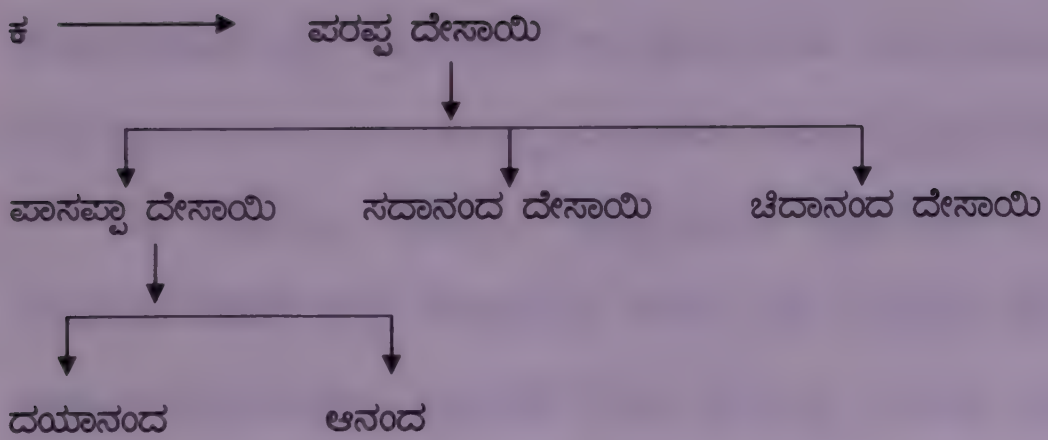 ಕ ಪರಪ್ಪ ದೇಸಾಯಿ
ಪಾಸಪ್ಪಾ ದೇಸಾಯಿ ಸದಾನಂದ ದೇಸಾಯಿ ಚಿದಾನಂದ ದೇಸಾಯಿ
ದಯಾನಂದ ಆನಂದ